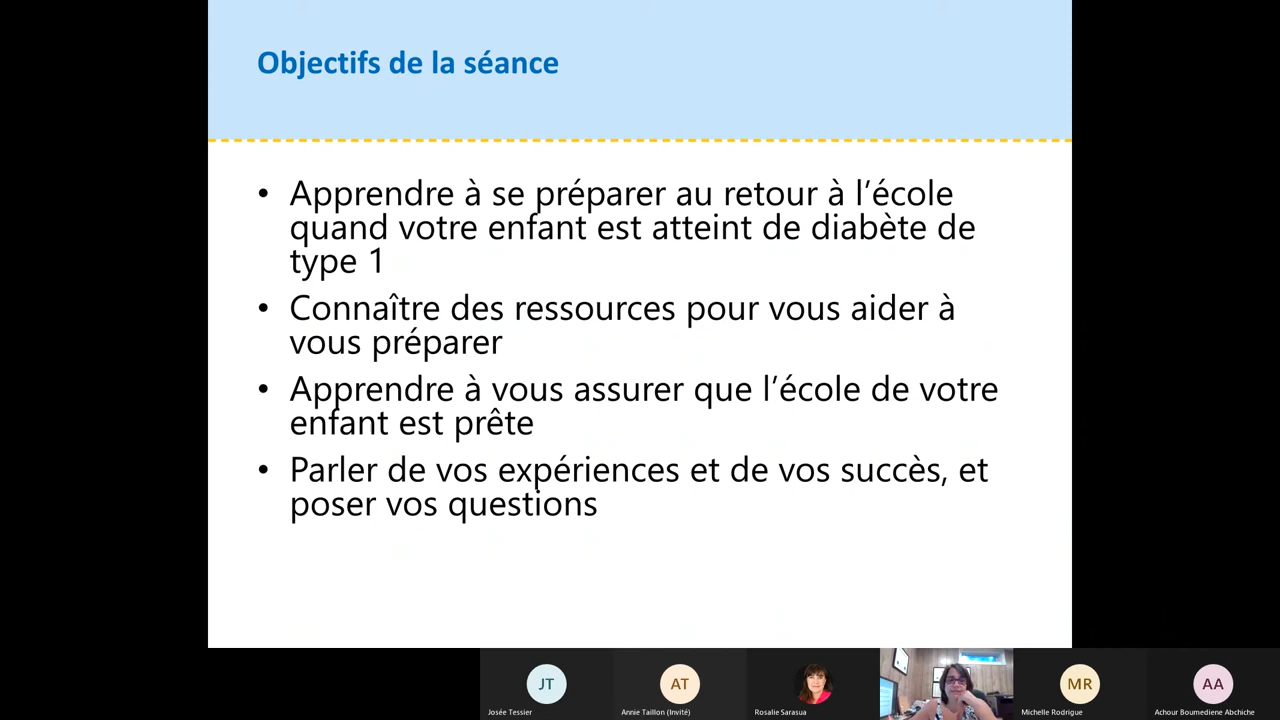 Objectifs de la séance
• Apprendre à se préparer au retour à l’école
quand votre enfant est atteint de diabète de
type 1
• Connaître des ressources pour vous aider à
vous préparer
• Apprendre à vous assurer que l’école de votre
enfant est prête
• Parler de vos expériences et de vos succès, et
poser vos questions
JT
AT
MR
AA
Josée Tessier
Annie Taillon (Invité)
Rosalie Sarasua
Michelle Rodrigue
Achour Boumediene Abchiche